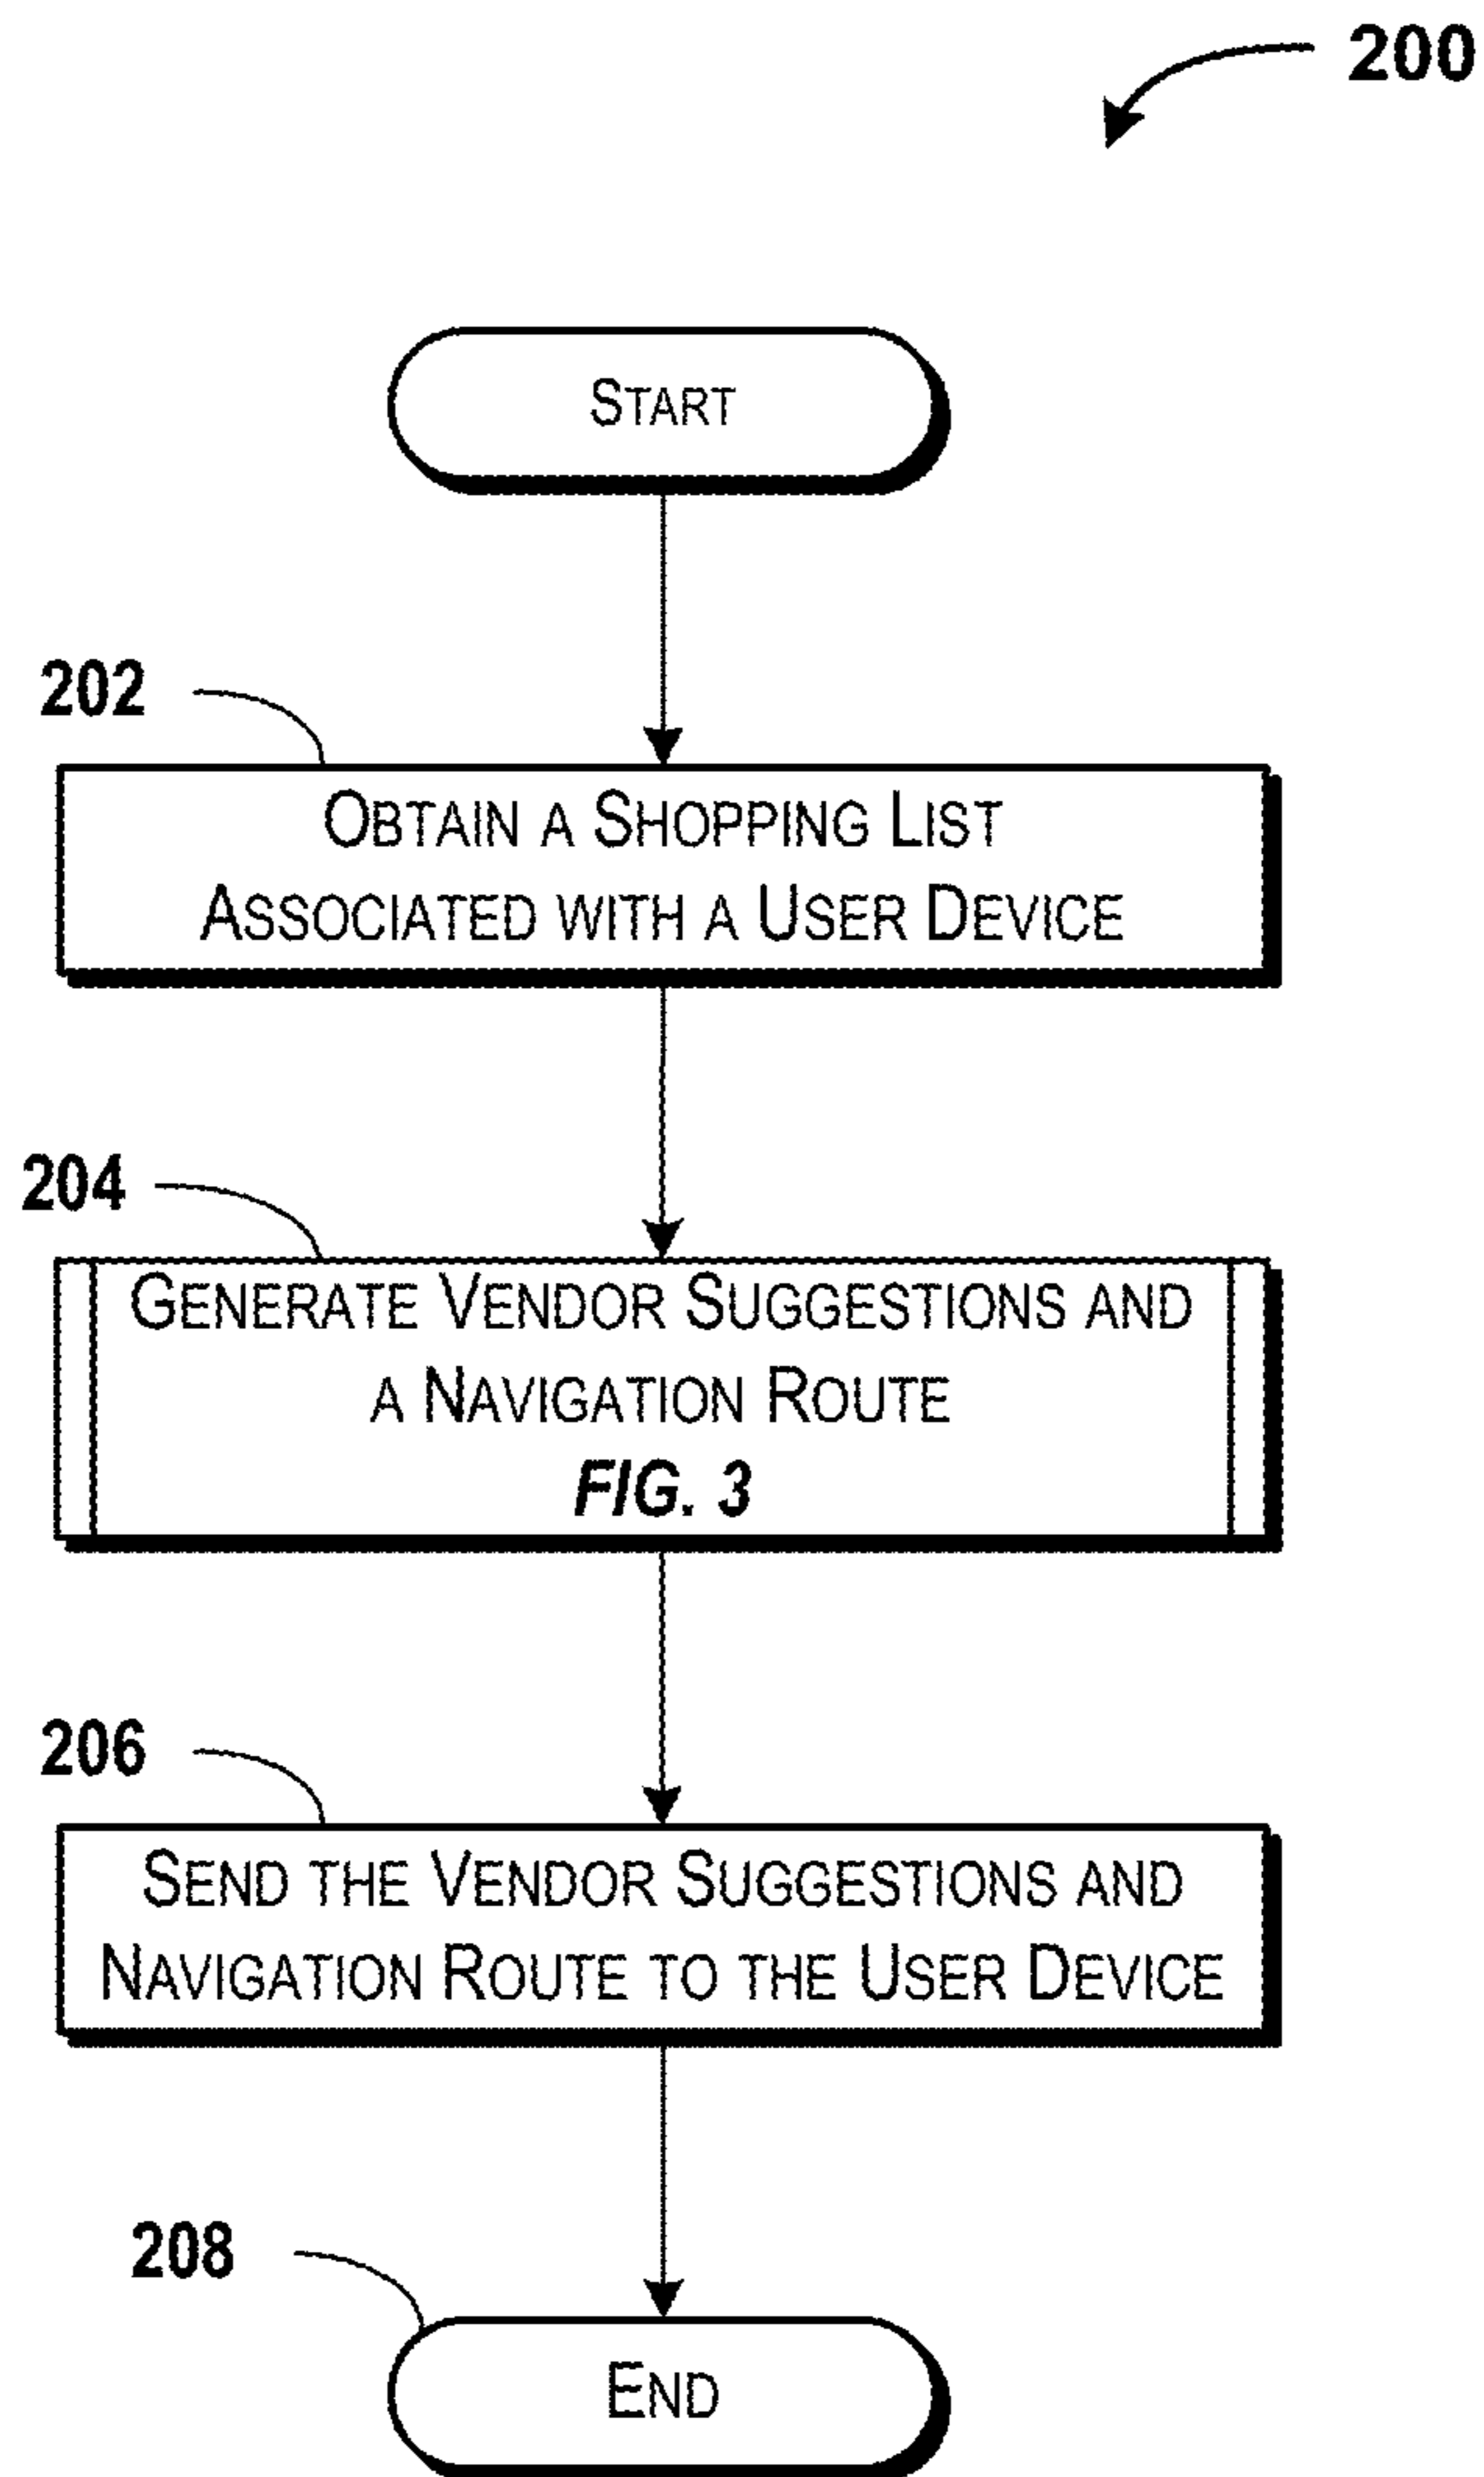 200
START
202
OBTAIN A SHOPPING LIST
ASSOCIATED WITH A USER DEVICE
204
GENERATE VENDOR SUGGESTIONS AND
A NAVIGATION ROUTE
FIG. 3
206
SEND THE VENDOR SUGGESTIONS AND
NAVIGATION ROUTE TO THE USER DEVICE
208
END